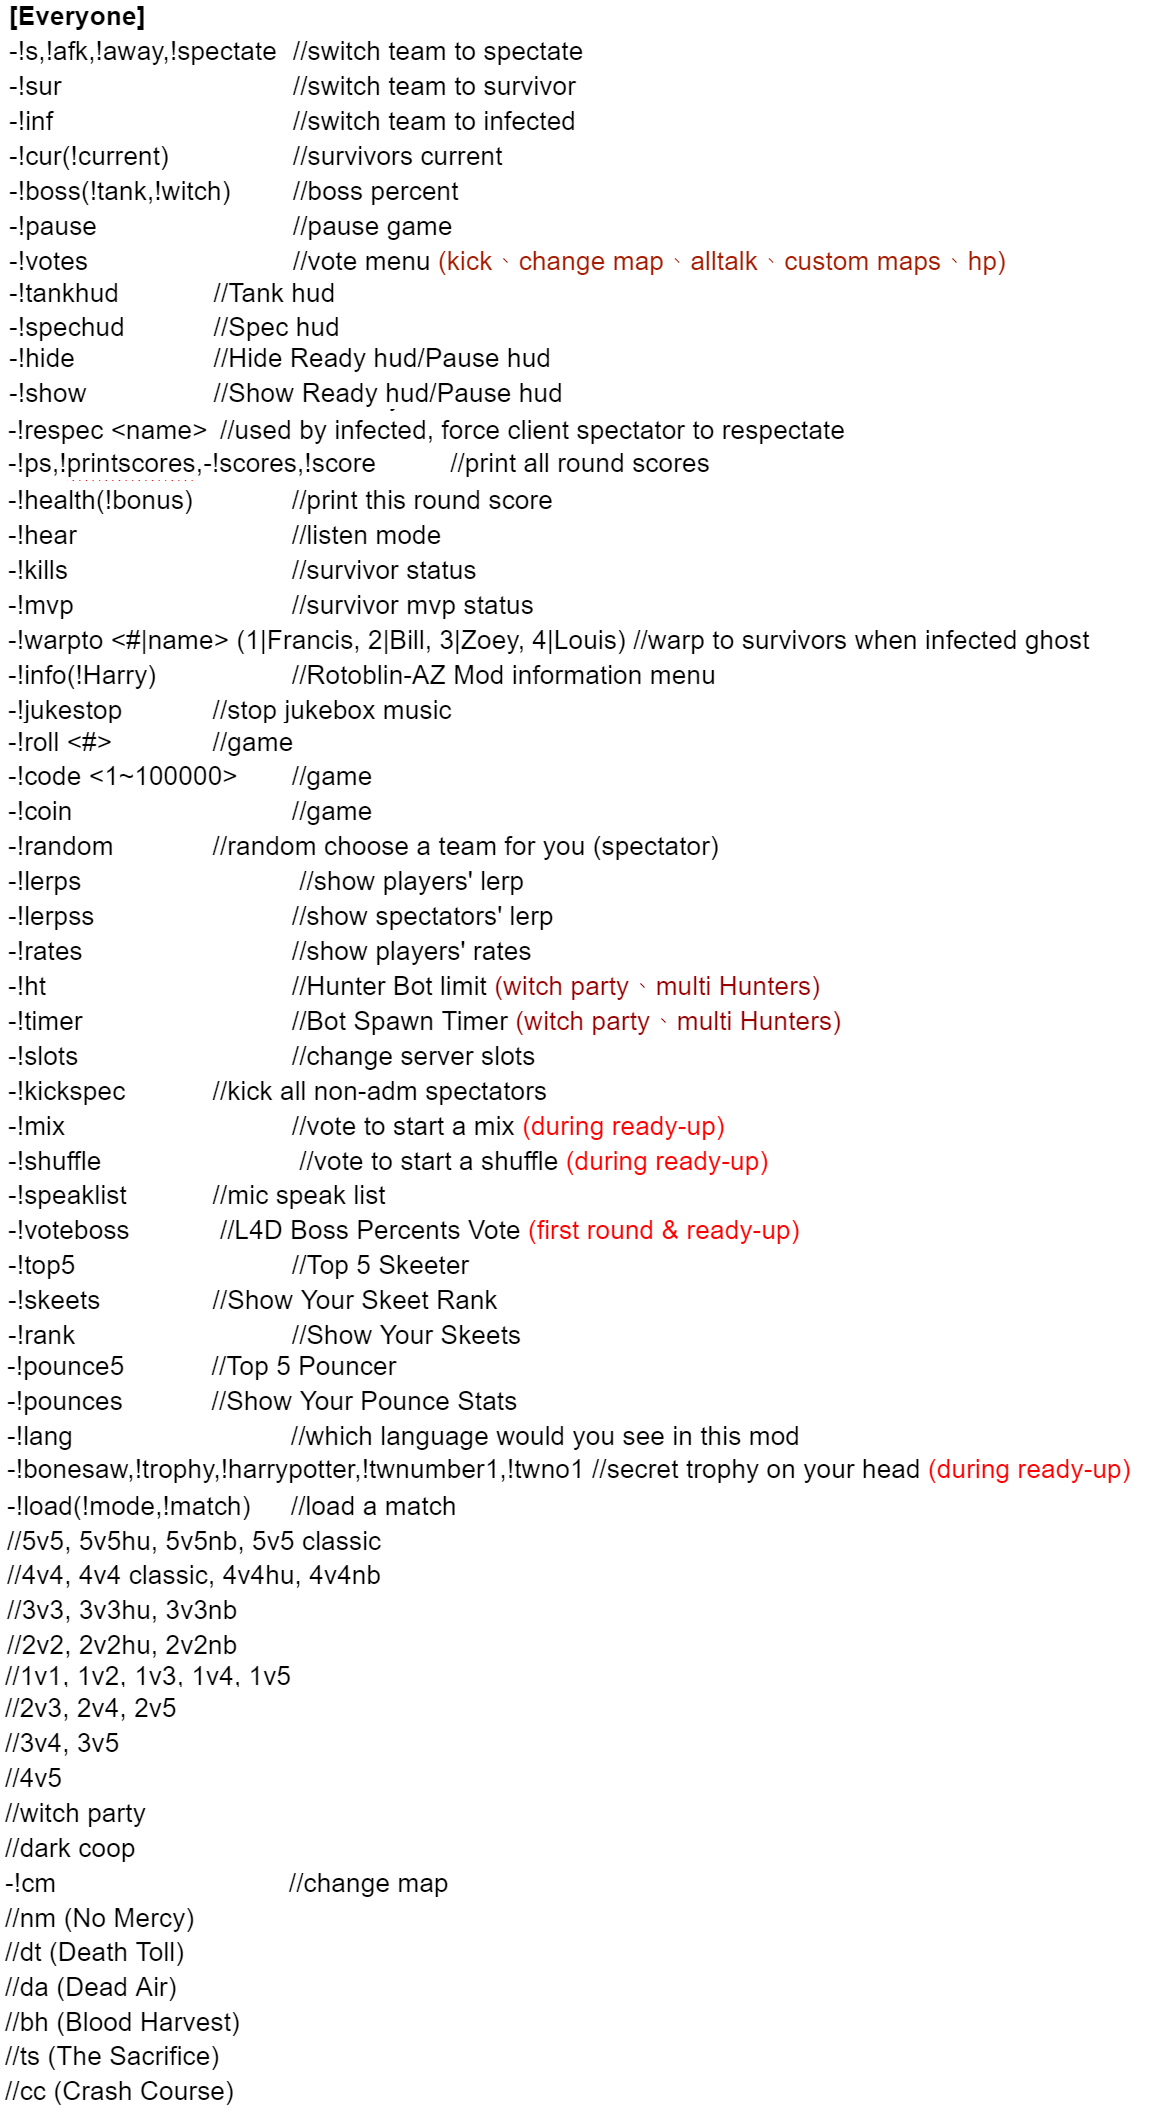 [Everyone]
-!s,!afk,!away,!spectate //switch team to spectate
-!sur //switch team to survivor
-!inf //switch team to infected
-!cur(!current) //survivors current
-!boss(!tank,!witch) //boss percent
-!pause //pause game
-!votes //vote menu (kick、change map、alltalk、custom maps、hp)
-!tankhud //Tank hud
-!spechud //Spec hud
-!hide //Hide Ready hud/Pause hud
-!show //Show Ready hud/Pause hud
-!respec <name> //used by infected, force client spectator to respectate
-!ps,!printscores,-!scores,!score //print all round scores
-!health(!bonus) //print this round score
-!hear //listen mode
-!kills //survivor status
-!mvp //survivor mvp status
-!warpto <#|name> (1|Francis, 2|Bill, 3|Zoey, 4|Louis) //warp to survivors when infected ghost
-!info(!Harry) //Rotoblin-AZ Mod information menu
-!jukestop //stop jukebox music
-!roll <#> //game
-!code <1~100000> //game
-!coin //game
-!random //random choose a team for you (spectator)
-!lerps //show players' lerp
-!lerpss //show spectators' lerp
-!rates //show players' rates
-!ht //Hunter Bot limit (witch party、multi Hunters)
-!timer //Bot Spawn Timer (witch party、multi Hunters)
-!slots //change server slots
-!kickspec //kick all non-adm spectators
-!mix //vote to start a mix (during ready-up)
-!shuffle //vote to start a shuffle (during ready-up)
-!speaklist //mic speak list
-!voteboss //L4D Boss Percents Vote (first round & ready-up)
-!top5 //Top 5 Skeeter
-!skeets //Show Your Skeet Rank
-!rank //Show Your Skeets
-!pounce5 //Top 5 Pouncer
-!pounces //Show Your Pounce Stats
-!lang //which language would you see in this mod
-!bonesaw,!trophy,!harrypotter,!twnumber1,!twno1 //secret trophy on your head (during ready-up)
-!load(!mode,!match) //load a match
//5v5, 5v5hu, 5v5nb, 5v5 classic
//4v4, 4v4 classic, 4v4hu, 4v4nb
//3v3, 3v3hu, 3v3nb
//2v2, 2v2hu, 2v2nb
//1v1, 1v2, 1v3, 1v4, 1v5
//2v3, 2v4, 2v5
//3v4, 3v5
//4v5
//witch party
//dark coop
-!cm //change map
//nm (No Mercy)
//dt (Death Toll)
//da (Dead Air)
//bh (Blood Harvest)
//ts (The Sacrifice)
//cc (Crash Course)